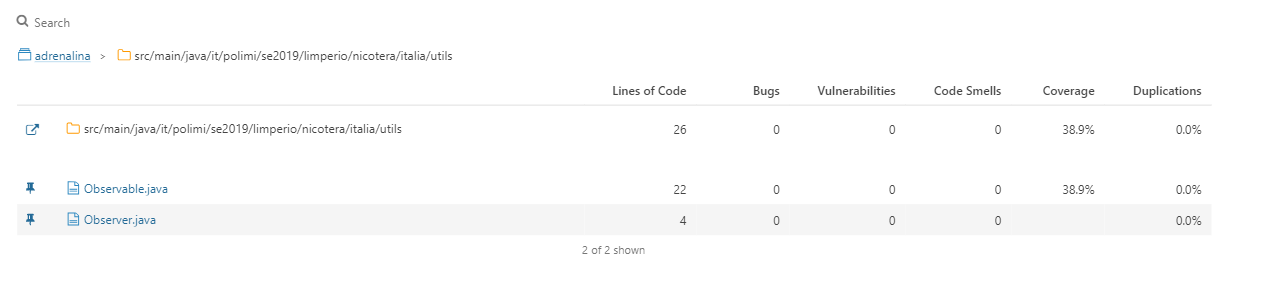 Search
adrenalina > src/main/java/it/polimi/se2019/limperio/nicotera/italia/utils
Lines of Code Bugs Vulnerabilities Code Smells Coverage Duplications
src/main/java/it/polimi/se2019/limperio/nicotera/italia/utils 26 0 0 0 38.9% 0.0%
Observable.java 22 0 0 0 38.9% 0.0%
Observer.java 4 0 0 0 0.0%
2 of 2 shown